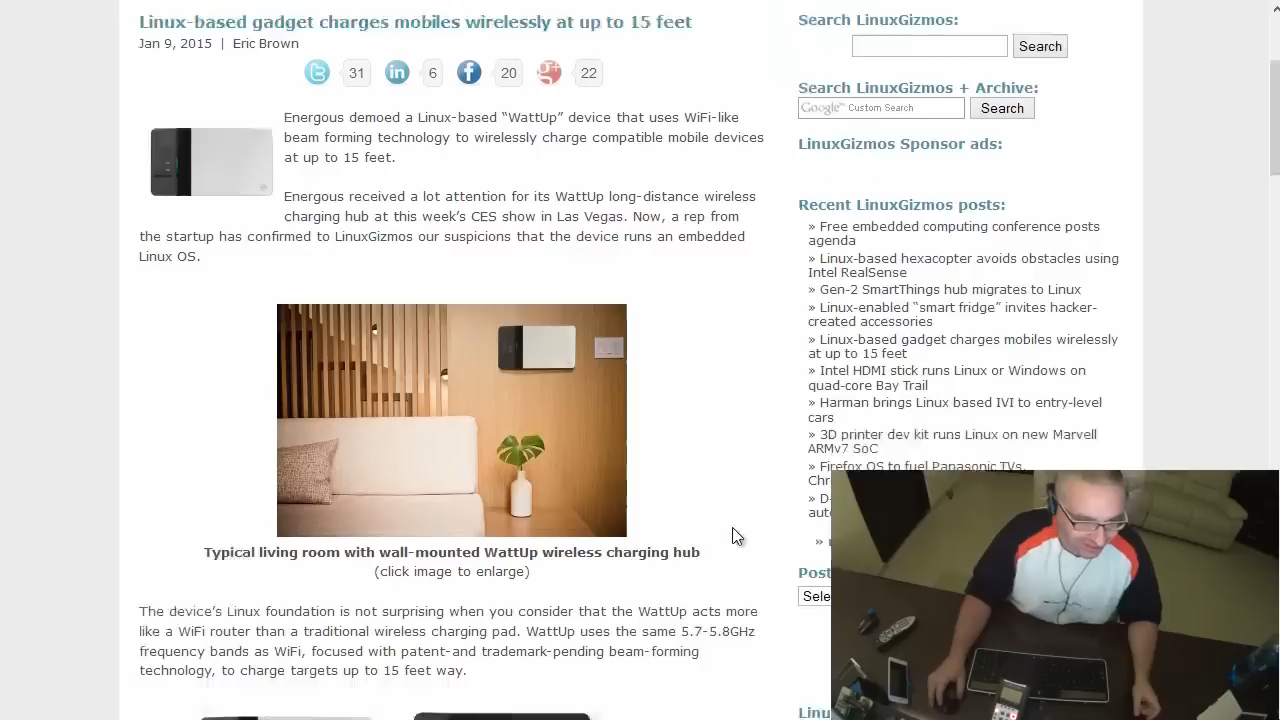 Linux-based gadget charges mobiles wirelessly at up to 15 feet
Jan 9, 2015 | Eric Brown
31
6
20
22
Energous demoed a Linux-based “WattUp” device that uses WiFi-like
beam forming technology to wirelessly charge compatible mobile devices
at up to 15 feet.
Energous received a lot attention for its WattUp long-distance wireless
charging hub at this week’s CES show in Las Vegas. Now, a rep from
the startup has confirmed to LinuxGizmos our suspicions that the device runs an embedded
Linux OS.
Typical living room with wall-mounted WattUp wireless charging hub
(click image to enlarge)
The device’s Linux foundation is not surprising when you consider that the WattUp acts more
like a WiFi router than a traditional wireless charging pad. WattUp uses the same 5.7-5.8GHz
frequency bands as WiFi, focused with patent-and trademark-pending beam-forming
technology, to charge targets up to 15 feet way.
Search LinuxGizmos:
Search
Search LinuxGizmos + Archive:
Google™ Custom Search
Search
LinuxGizmos Sponsor ads:
Recent LinuxGizmos posts:
» Free embedded computing conference posts
agenda
» Linux-based hexacopter avoids obstacles using
Intel RealSense
» Gen-2 SmartThings hub migrates to Linux
» Linux-enabled “smart fridge” invites hacker-
created accessories
» Linux-based gadget charges mobiles wirelessly
at up to 15 feet
» Intel HDMI stick runs Linux or Windows on
quad-core Bay Trail
» Harman brings Linux based IVI to entry-level
cars
» 3D printer dev kit runs Linux on new Marvell
ARMv7 SoC
» Firefox OS to fuel Panasonic TVs,
Chr
» D-
aut
»
Post
Sele
Linu